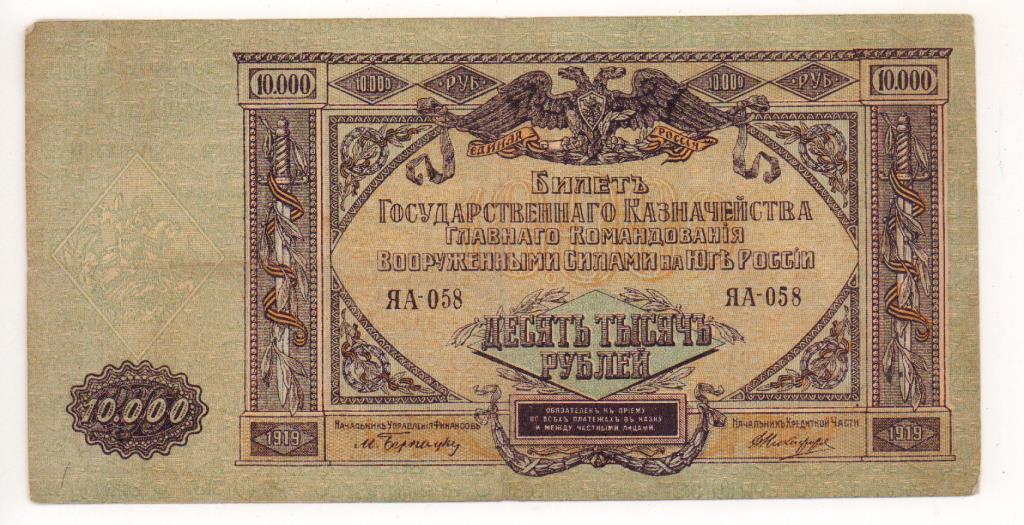 10.000 10.000 РУБ 10.000 РУБ 10.000
ЕДИНАЯ РОССІЯ
БИЛЕТЪ
ГОСУДАРСТВЕННАГО КАЗНАЧЕЙСТВА
ГЛАВНАГО КОМАНДОВАНІЯ
ВООРУЖЕННЫМИ СИЛАМИ НА ЮГѢ РОССІИ
ЯА-058 ЯА-058
ДЕСЯТЬ ТЫСЯЧЪ
РУБЛЕЙ
10.000
ОБЯЗАТЕЛЕНЪ КЪ ПРІЕМУ
ВО ВСѢХЪ ПЛАТЕЖАХЪ ВЪ КАЗНУ
И МЕЖДУ ЧАСТНЫМИ ЛИЦАМИ.
1919 НАЧАЛЬНИКЪ УПРАВЛЕНІЯ ФИНАНСОВЪ НАЧАЛЬНИКЪ КРЕДИТНОЙ ЧАСТИ 1919